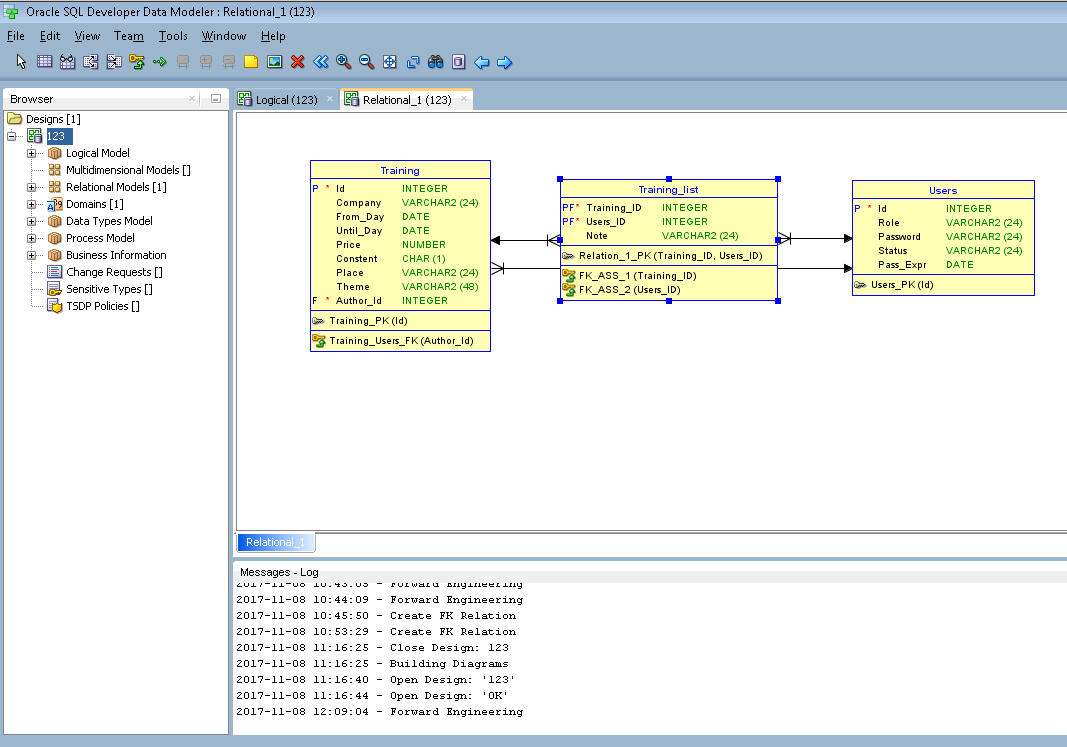 Oracle SQL Developer Data Modeler : Relational_1 (123)
File Edit View Team Tools Window Help
Browser
Designs [1]
123
Logical Model
Multidimensional Models []
Relational Models [1]
Domains [1]
Data Types Model
Process Model
Business Information
Change Requests []
Sensitive Types []
TSDP Policies []
Logical (123)
Relational_1 (123)
Training
P * Id INTEGER
Company VARCHAR2 (24)
From_Day DATE
Until_Day DATE
Price NUMBER
Constent CHAR (1)
Place VARCHAR2 (24)
Theme VARCHAR2 (48)
F * Author_Id INTEGER
Training_PK (Id)
Training_Users_FK (Author_Id)
Training_list
PF* Training_ID INTEGER
PF* Users_ID INTEGER
Note VARCHAR2 (24)
Relation_1_PK (Training_ID, Users_ID)
FK_ASS_1 (Training_ID)
FK_ASS_2 (Users_ID)
Users
P * Id INTEGER
Role VARCHAR2 (24)
Password VARCHAR2 (24)
Status VARCHAR2 (24)
Pass_Expr DATE
Users_PK (Id)
Relational_1
Messages - Log
2017-11-08 10:43:05 - Forward Engineering
2017-11-08 10:44:09 - Forward Engineering
2017-11-08 10:45:50 - Create FK Relation
2017-11-08 10:53:29 - Create FK Relation
2017-11-08 11:16:25 - Close Design: 123
2017-11-08 11:16:25 - Building Diagrams
2017-11-08 11:16:40 - Open Design: '123'
2017-11-08 11:16:44 - Open Design: 'OK'
2017-11-08 12:09:04 - Forward Engineering